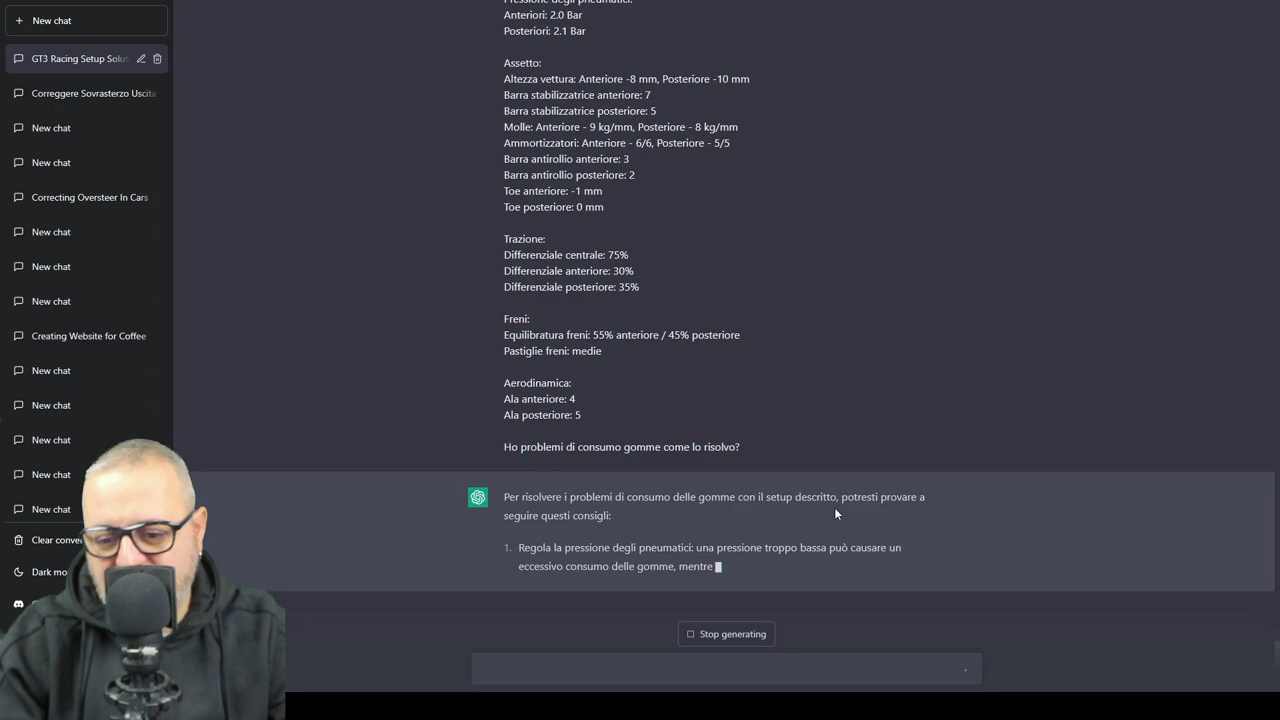 New chat
GT3 Racing Setup Solut
Correggere Sovrasterzo Uscita
New chat
New chat
Correcting Oversteer In Cars
New chat
New chat
New chat
Creating Website for Coffee
New chat
New chat
New chat
New chat
New chat
Clear conver
Dark mo
Anteriori: 2.0 Bar
Posteriori: 2.1 Bar
Assetto:
Altezza vettura: Anteriore -8 mm, Posteriore -10 mm
Barra stabilizzatrice anteriore: 7
Barra stabilizzatrice posteriore: 5
Molle: Anteriore - 9 kg/mm, Posteriore - 8 kg/mm
Ammortizzatori: Anteriore - 6/6, Posteriore - 5/5
Barra antirollio anteriore: 3
Barra antirollio posteriore: 2
Toe anteriore: -1 mm
Toe posteriore: 0 mm
Trazione:
Differenziale centrale: 75%
Differenziale anteriore: 30%
Differenziale posteriore: 35%
Freni:
Equilibratura freni: 55% anteriore / 45% posteriore
Pastiglie freni: medie
Aerodinamica:
Ala anteriore: 4
Ala posteriore: 5
Ho problemi di consumo gomme come lo risolvo?
Per risolvere i problemi di consumo delle gomme con il setup descritto, potresti provare a
seguire questi consigli:
1. Regola la pressione degli pneumatici: una pressione troppo bassa può causare un
eccessivo consumo delle gomme, mentre
Stop generating